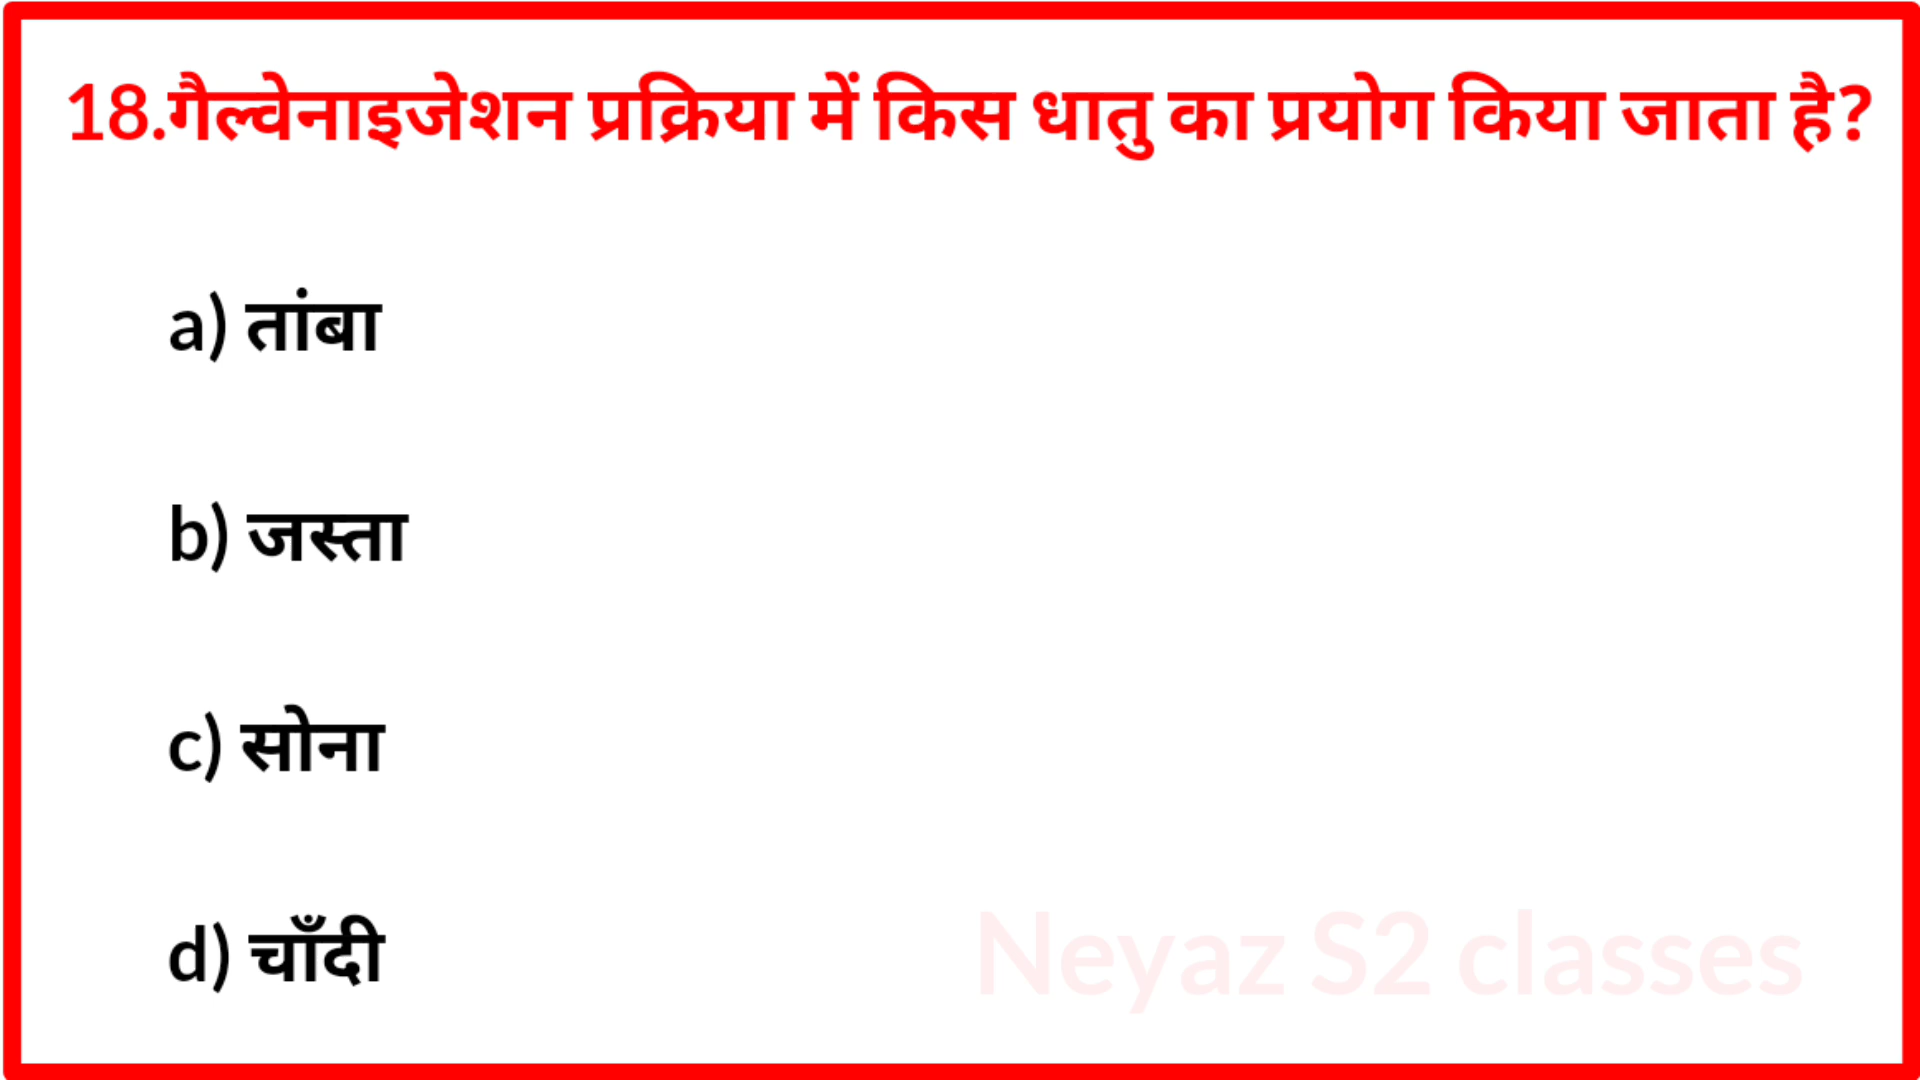 18.गैल्वेनाइजेशन प्रक्रिया में किस धातु का प्रयोग किया जाता है?
a) तांबा
b) जस्ता
c) सोना
d) चाँदी
Neyaz S2 classes